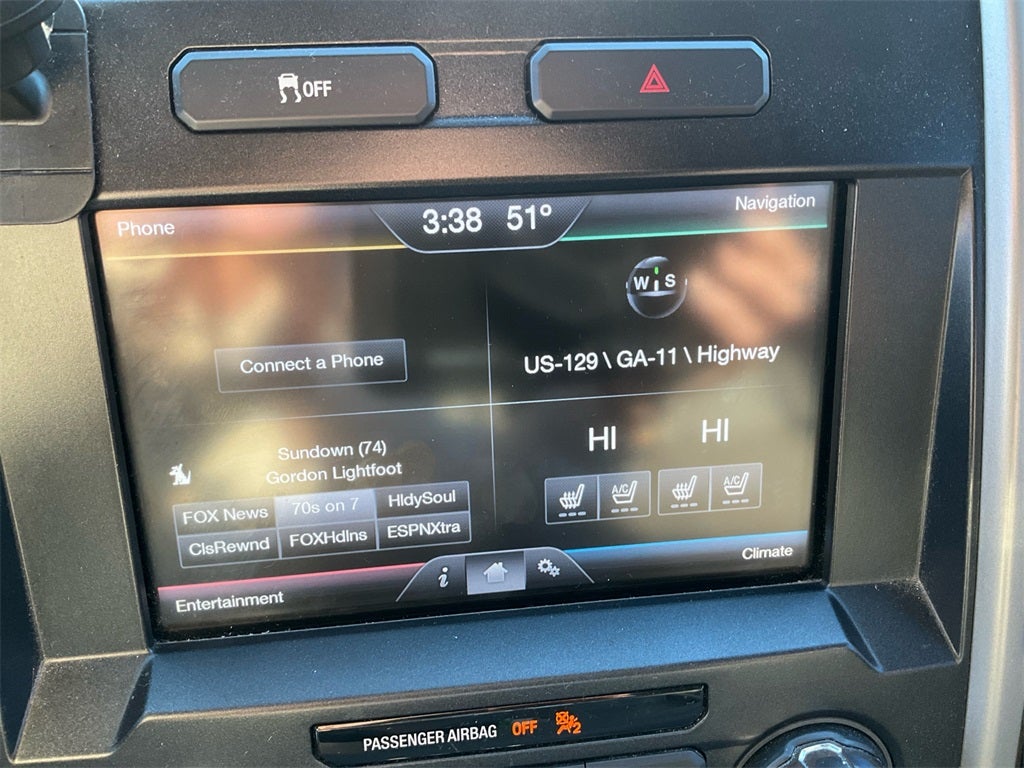 OFF
Phone
3:38 51°
Navigation
W S
Connect a Phone
US-129 \ GA-11 \ Highway
Sundown (74)
Gordon Lightfoot
HI HI
FOX News 70s on 7 HldySoul
ClsRewnd FOXHdlns ESPNXtra
A/C A/C
Entertainment
i
Climate
PASSENGER AIRBAG OFF 2